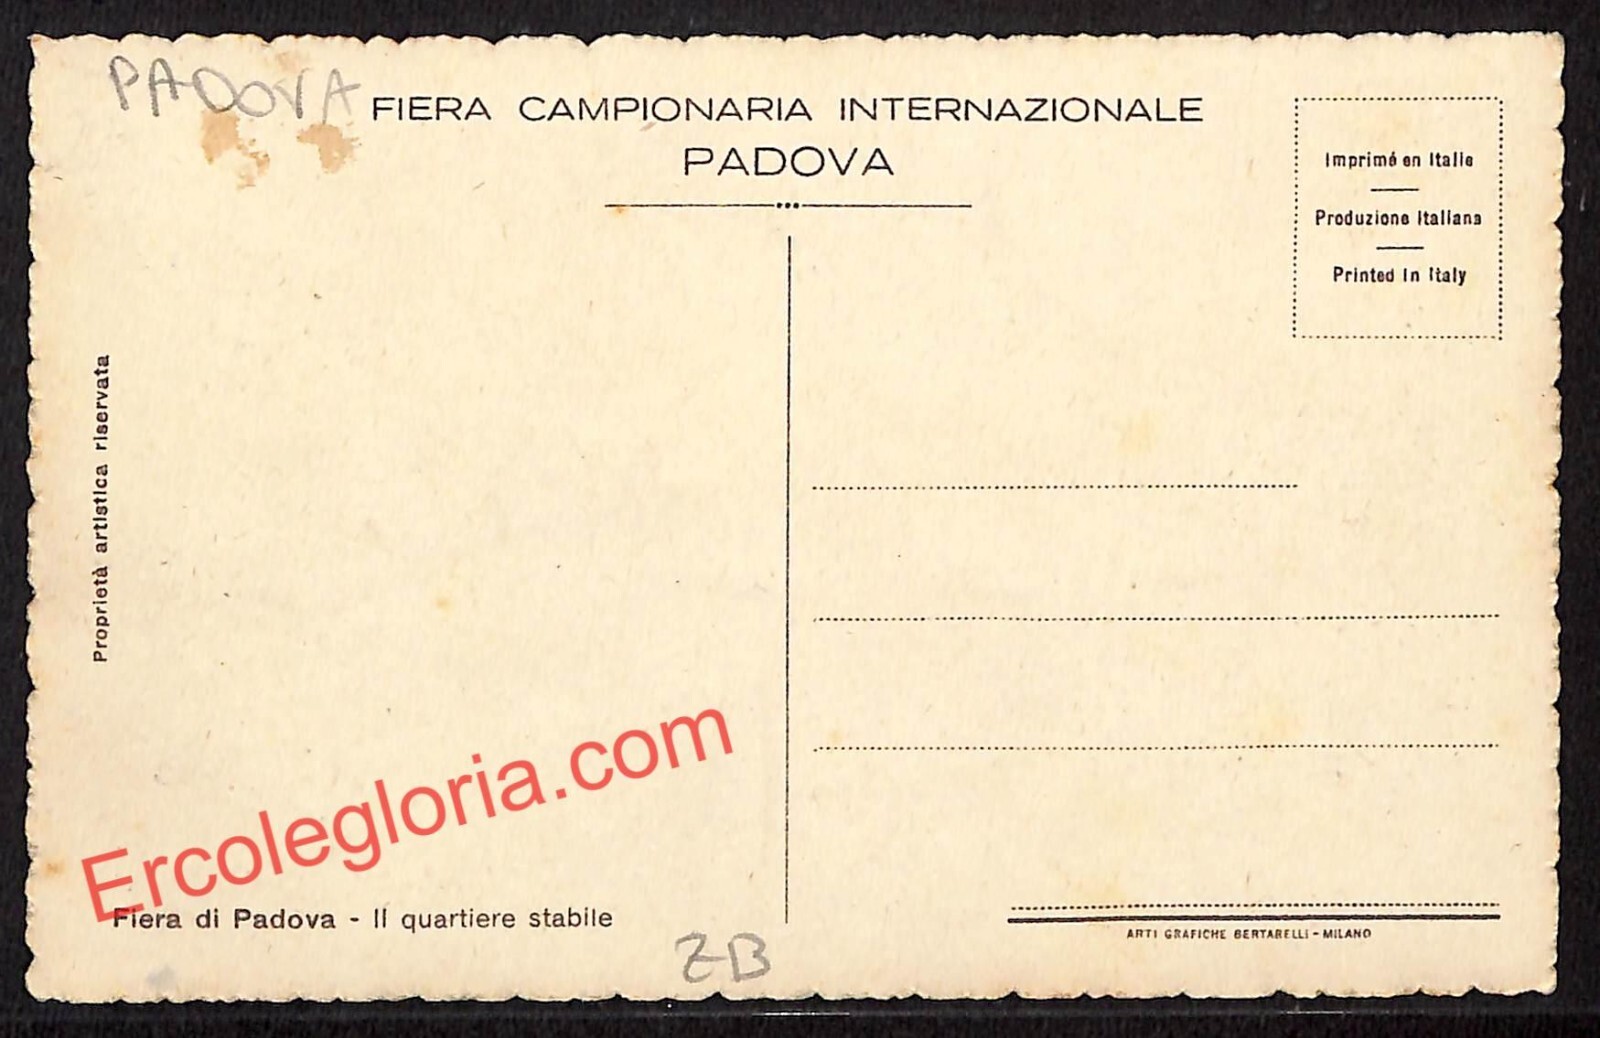 PADOVA
FIERA CAMPIONARIA INTERNAZIONALE
PADOVA
Imprimé en Italie
Produzione Italiana
Printed in Italy
Proprietà artistica riservata
Ercolegloria.com
Fiera di Padova - Il quartiere stabile
ZB
ARTI GRAFICHE BERTARELLI - MILANO